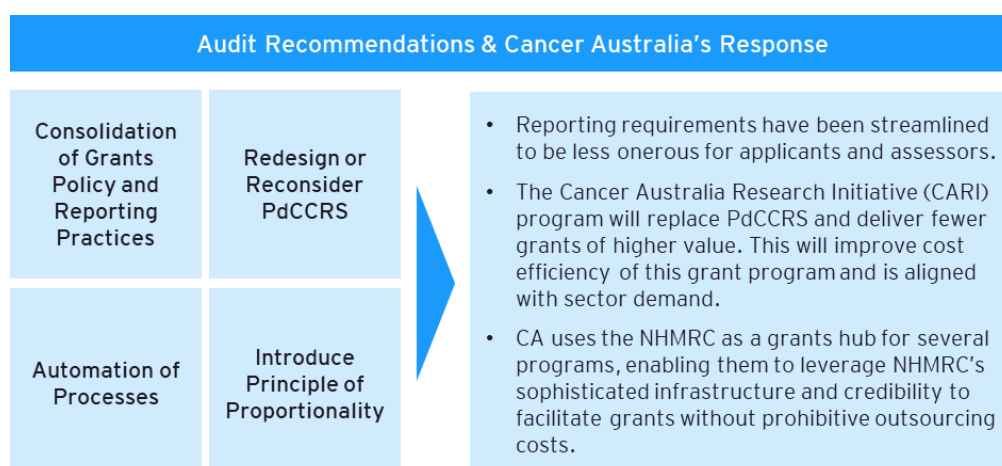 Audit Recommendations & Cancer Australia's Response
Consolidation
of Grants
Policy and
Reporting
Practices
Redesign or
Reconsider
PdCCRS
Automation of
Processes
Introduce
Principle of
Proportionality
• Reporting requirements have been streamlined
to be less onerous for applicants and assessors.
• The Cancer Australia Research Initiative (CARI)
program will replace PdCCRS and deliver fewer
grants of higher value. This will improve cost
efficiency of this grant program and is aligned
with sector demand.
• CA uses the NHMRC as a grants hub for several
programs, enabling them to leverage NHMRC's
sophisticated infrastructure and credibility to
facilitate grants without prohibitive outsourcing
costs.